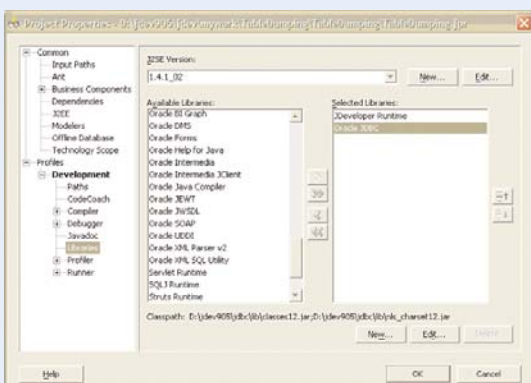 Project Properties - D:\jdev905\jdev\mywork\TableDumping\TableDumping\TableDumping.jpr
Common
Input Paths
Ant
Business Components
Dependencies
J2EE
Modelers
Offline Database
Technology Scope
Profiles
Development
Paths
CodeCoach
Compiler
Debugger
Javadoc
Libraries
Profiler
Runner
J2SE Version:
1.4.1_02
New...
Edit...
Available Libraries:
Oracle BI Graph
Oracle DMS
Oracle Forms
Oracle Help for Java
Oracle Intermedia
Oracle Intermedia JClient
Oracle Java Compiler
Oracle JEWT
Oracle JWSDL
Oracle SOAP
Oracle UDDI
Oracle XML Parser v2
Oracle XML SQL Utility
Servlet Runtime
SQLJ Runtime
Struts Runtime
Selected Libraries:
JDeveloper Runtime
Oracle JDBC
Classpath: D:\jdev905\jdbc\lib\classes12.jar;D:\jdev905\jdbc\lib\nls_charset12.jar
New...
Edit...
Delete
Help
OK
Cancel